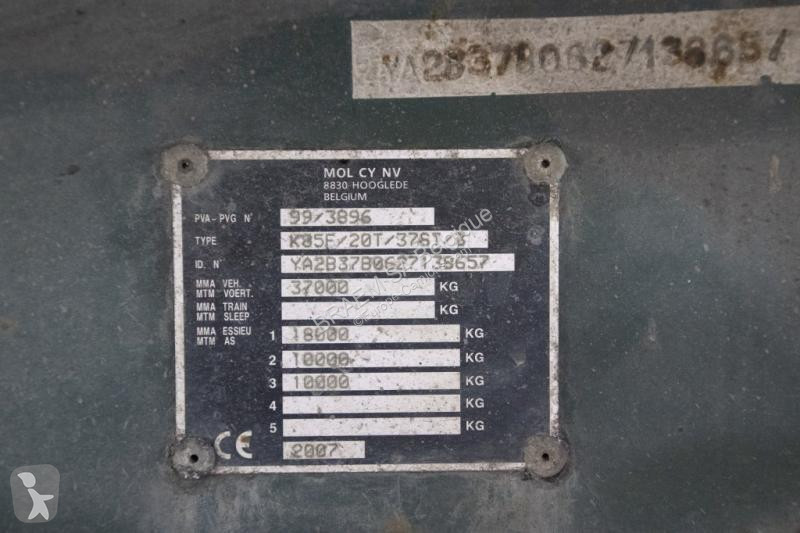 YA2B37B0627138657
MOL CY NV
8830 HOOGLEDE
BELGIUM
PVA - PVG N° 99/3896
TYPE
ID. N° YA2B37B0627138657
MMA VEH. 37000 KG
MTM VOERT.
MMA TRAIN KG
MTM SLEEP
MMA ESSIEU 1 18000 KG
MTM AS
2 10000 KG
3 10000 KG
4 KG
5 KG
CE 2007